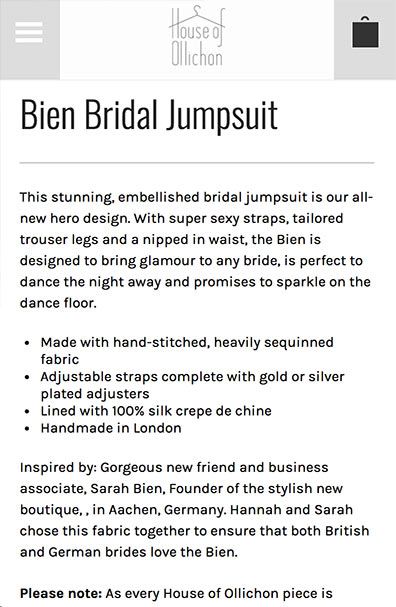 House of
Ollichon
Bien Bridal Jumpsuit
This stunning, embellished bridal jumpsuit is our all-
new hero design. With super sexy straps, tailored
trouser legs and a nipped in waist, the Bien is
designed to bring glamour to any bride, is perfect to
dance the night away and promises to sparkle on the
dance floor.
• Made with hand-stitched, heavily sequinned
fabric
• Adjustable straps complete with gold or silver
plated adjusters
• Lined with 100% silk crepe de chine
• Handmade in London
Inspired by: Gorgeous new friend and business
associate, Sarah Bien, Founder of the stylish new
boutique, , in Aachen, Germany. Hannah and Sarah
chose this fabric together to ensure that both British
and German brides love the Bien.
Please note: As every House of Ollichon piece is